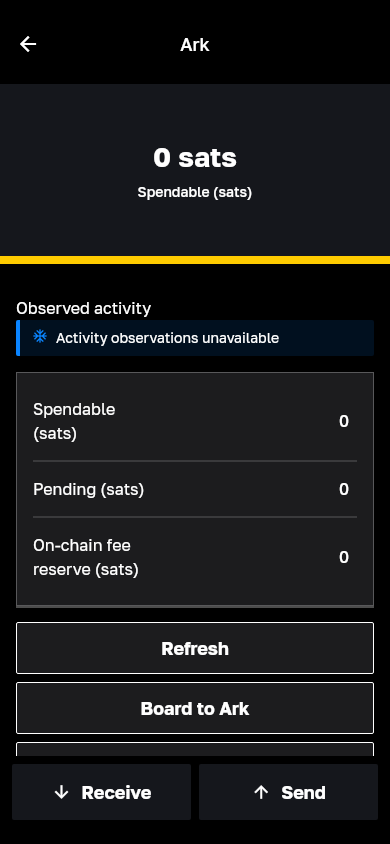 Ark
0 sats
Spendable (sats)
Observed activity
Activity observations unavailable
Spendable
(sats)
0
Pending (sats)
0
On-chain fee
reserve (sats)
0
Refresh
Board to Ark
Receive
Send